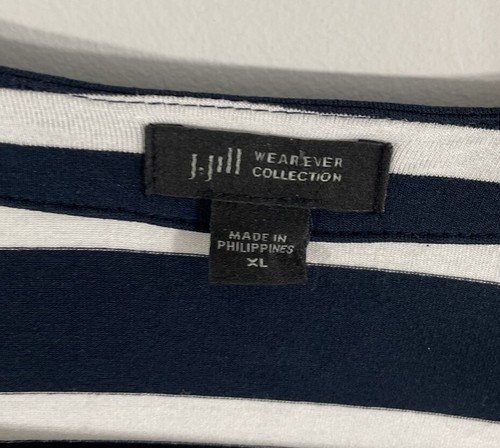 J.Jill WEAREVER
COLLECTION
MADE IN
PHILIPPINES
XL